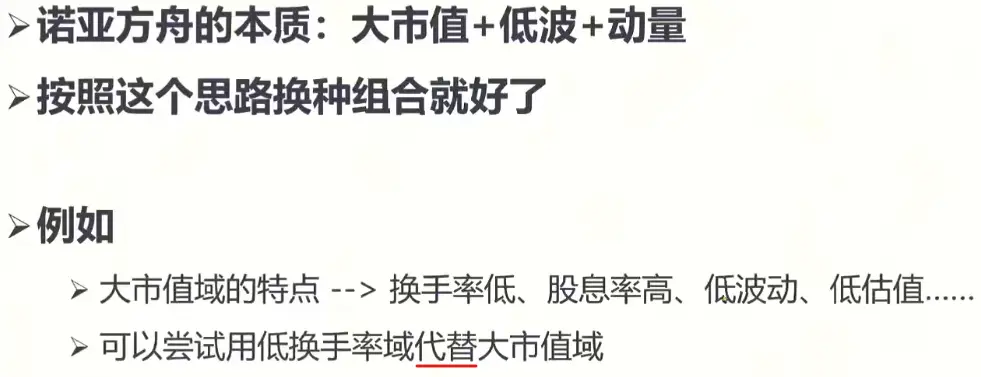 ➢诺亚方舟的本质：大市值+低波+动量
➢按照这个思路换种组合就好了
➢例如
➢ 大市值域的特点 --> 换手率低、股息率高、低波动、低估值……
➢ 可以尝试用低换手率域代替大市值域